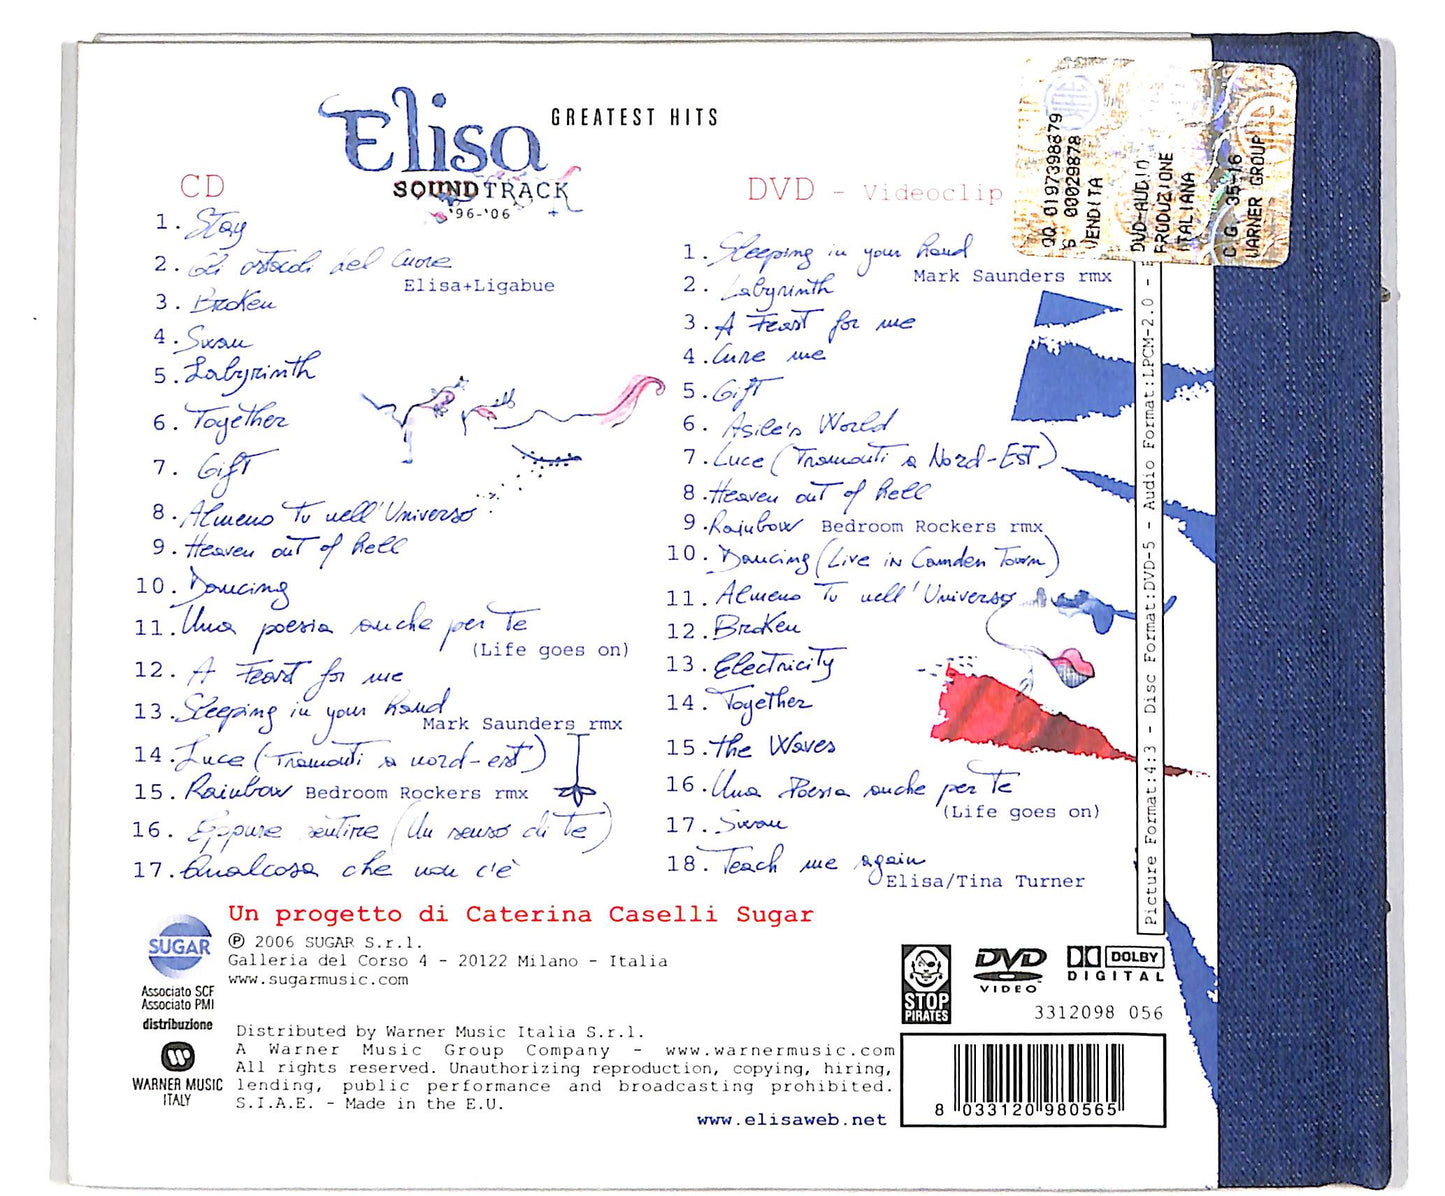 Elisa GREATEST HITS
SOUNDTRACK
'96-'06
CD
1. Stay
2. Gli ostacoli del Cuore
Elisa+Ligabue
3. Broken
4. Swan
5. Labyrinth
6. Together
7. Gift
8. Almeno Tu nell'Universo
9. Heaven out of hell
10. Dancing
11. Una poesia anche per Te
(Life goes on)
12. A Feast for me
13. Sleeping in your hand
Mark Saunders rmx
14. Luce (Tramonti a nord-est)
15. Rainbow Bedroom Rockers rmx
16. Eppure sentire (Un senso di Te)
17. Qualcosa che non c'è
DVD - Videoclip
1. Sleeping in your hand
Mark Saunders rmx
2. Labyrinth
3. A Feast for me
4. Cure me
5. Gift
6. Asile's World
7. Luce (Tramonti a Nord-Est)
8. Heaven out of hell
9. Rainbow Bedroom Rockers rmx
10. Dancing (Live in Camden Town)
11. Almeno Tu nell'Universo
12. Broken
13. Electricity
14. Together
15. The Waves
16. Una Poesia anche per Te
(Life goes on)
17. Swan
18. Teach me again
Elisa/Tina Turner
QQ 0197398879
S 00029878
VENDITA
DVD-AUDIO
PRODUZIONE
ITALIANA
C.G. 35-16
WARNER GROUP
Picture Format:4:3 - Disc Format:DVD-5 - Audio Format:LPCM-2.0 -
Un progetto di Caterina Caselli Sugar
SUGAR
℗ 2006 SUGAR S.r.l.
Galleria del Corso 4 - 20122 Milano - Italia
www.sugarmusic.com
Associato SCF
Associato PMI
distribuzione
WARNER MUSIC
ITALY
Distributed by Warner Music Italia S.r.l.
A Warner Music Group Company - www.warnermusic.com
All rights reserved. Unauthorizing reproduction, copying, hiring,
lending, public performance and broadcasting prohibited.
S.I.A.E. - Made in the E.U.
www.elisaweb.net
STOP
PIRATES
DVD
VIDEO™
DOLBY
DIGITAL
3312098 056
8 033120 980565